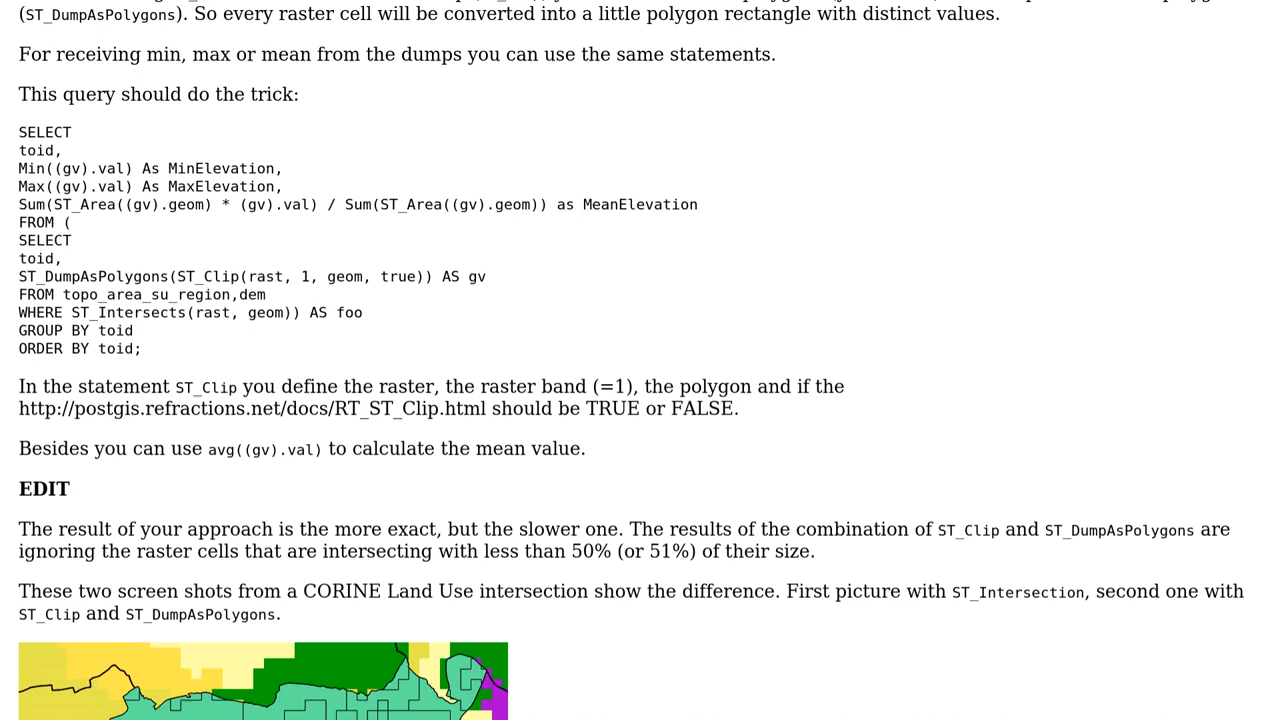 (ST_DumpAsPolygons). So every raster cell will be converted into a little polygon rectangle with distinct values.
For receiving min, max or mean from the dumps you can use the same statements.
This query should do the trick:
SELECT
toid,
Min((gv).val) As MinElevation,
Max((gv).val) As MaxElevation,
Sum(ST_Area((gv).geom) * (gv).val) / Sum(ST_Area((gv).geom)) as MeanElevation
FROM (
SELECT
toid,
ST_DumpAsPolygons(ST_Clip(rast, 1, geom, true)) AS gv
FROM topo_area_su_region,dem
WHERE ST_Intersects(rast, geom)) AS foo
GROUP BY toid
ORDER BY toid;
In the statement ST_Clip you define the raster, the raster band (=1), the polygon and if the
http://postgis.refractions.net/docs/RT_ST_Clip.html should be TRUE or FALSE.
Besides you can use avg((gv).val) to calculate the mean value.
EDIT
The result of your approach is the more exact, but the slower one. The results of the combination of ST_Clip and ST_DumpAsPolygons are
ignoring the raster cells that are intersecting with less than 50% (or 51%) of their size.
These two screen shots from a CORINE Land Use intersection show the difference. First picture with ST_Intersection, second one with
ST_Clip and ST_DumpAsPolygons.